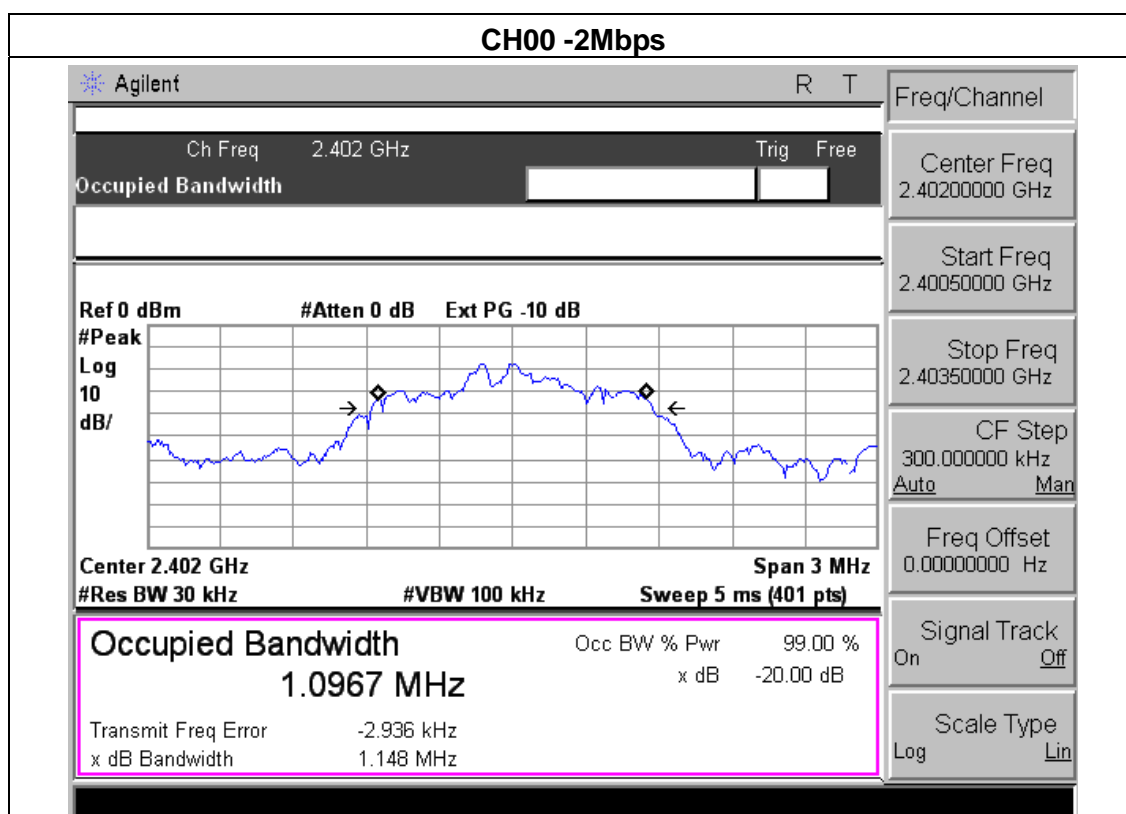 CH00 -2Mbps
Agilent R T
Freq/Channel
Ch Freq 2.402 GHz Trig Free
Occupied Bandwidth
Center Freq
2.40200000 GHz
Start Freq
2.40050000 GHz
Ref 0 dBm #Atten 0 dB Ext PG -10 dB
#Peak
Log
10
dB/
Stop Freq
2.40350000 GHz
CF Step
300.000000 kHz
Auto Man
Freq Offset
0.00000000 Hz
Center 2.402 GHz Span 3 MHz
#Res BW 30 kHz #VBW 100 kHz Sweep 5 ms (401 pts)
Occupied Bandwidth Occ BW % Pwr 99.00 %
1.0967 MHz x dB -20.00 dB
Transmit Freq Error -2.936 kHz
x dB Bandwidth 1.148 MHz
Signal Track
On Off
Scale Type
Log Lin